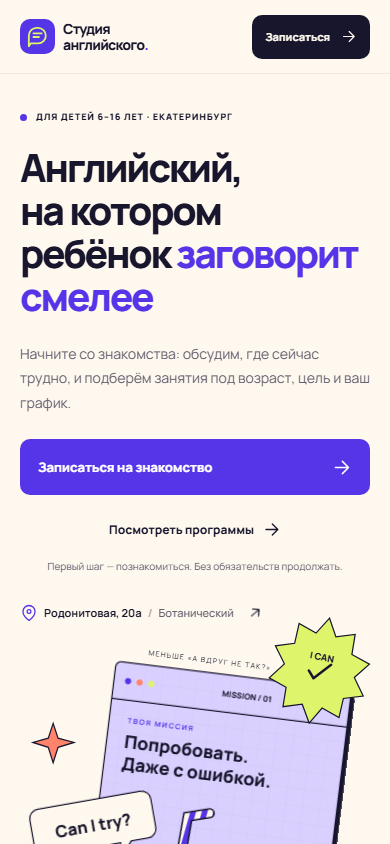 Студия
английского.
Записаться
ДЛЯ ДЕТЕЙ 6–16 ЛЕТ · ЕКАТЕРИНБУРГ
Английский,
на котором
ребёнок заговорит
смелее
Начните со знакомства: обсудим, где сейчас
трудно, и подберём занятия под возраст, цель и ваш
график.
Записаться на знакомство
Посмотреть программы
Первый шаг — познакомиться. Без обязательств продолжать.
Родонитовая, 20а / Ботанический
МЕНЬШЕ «А ВДРУГ НЕ ТАК?»
I CAN
MISSION / 01
ТВОЯ МИССИЯ
Попробовать.
Даже с ошибкой.
Can I try?